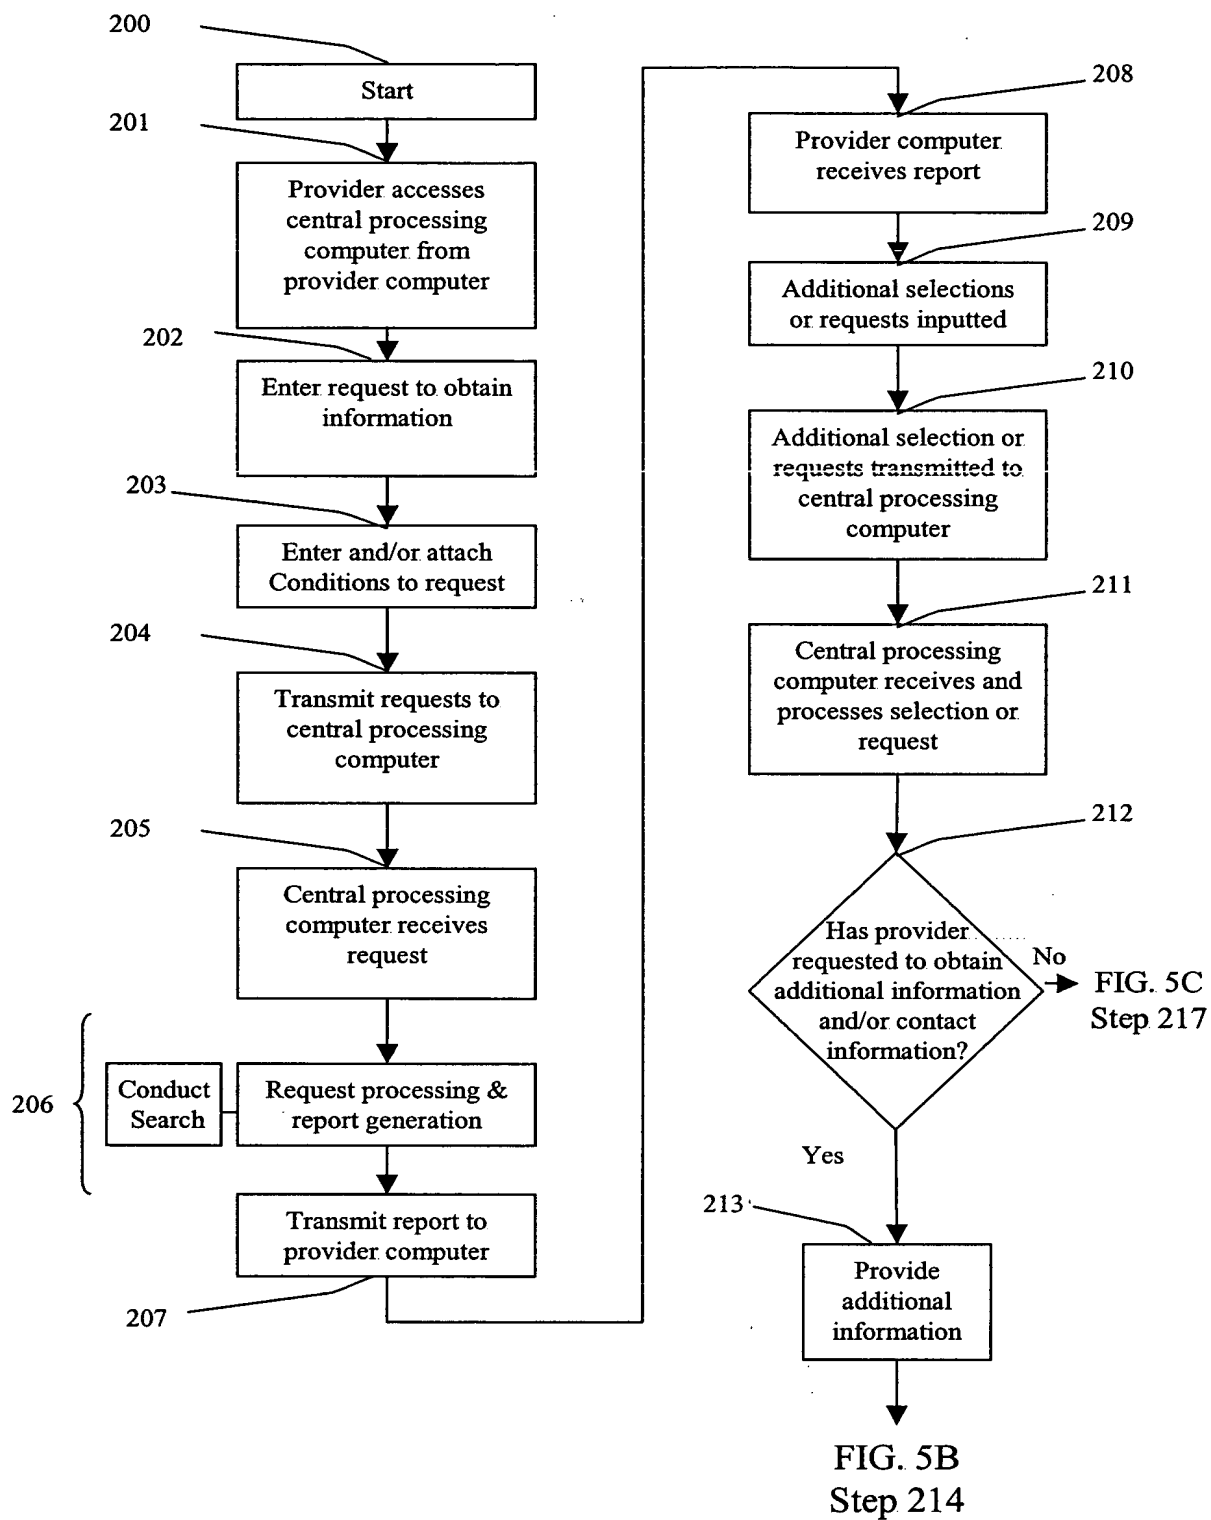 200
Start
201
Provider accesses
central processing
computer from
provider computer
202
Enter request to obtain
information
203
Enter and/or attach
Conditions to request
204
Transmit requests to
central processing
computer
205
Central processing
computer receives
request
206
Conduct
Search
Request processing &
report generation
Transmit report to
provider computer
207
208
Provider computer
receives report
209
Additional selections
or requests inputted
210
Additional selection or
requests transmitted to
central processing
computer
211
Central processing
computer receives and
processes selection or
request
212
Has provider
requested to obtain
additional information
and/or contact
information?
No
FIG. 5C
Step 217
Yes
213
Provide
additional
information
FIG. 5B
Step 214